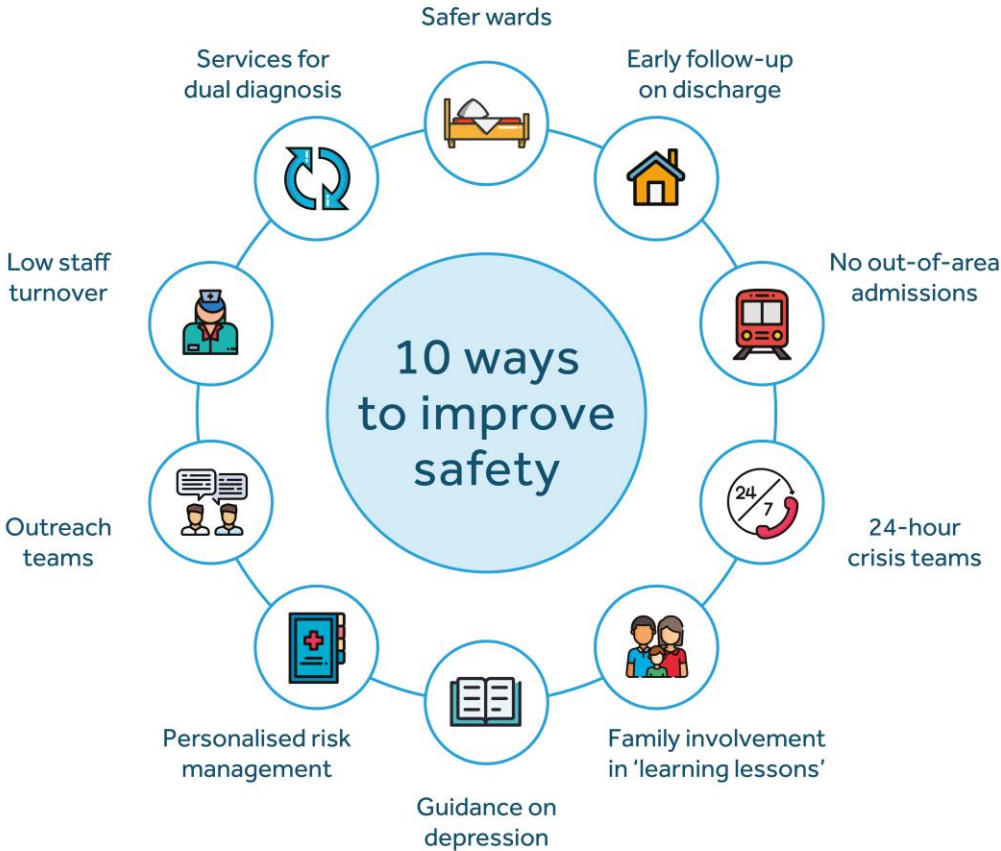 Safer wards
Services for
dual diagnosis
Early follow-up
on discharge
Low staff
turnover
No out-of-area
admissions
10 ways
to improve
safety
24
7
Outreach
teams
24-hour
crisis teams
Personalised risk
management
Family involvement
in ‘learning lessons’
Guidance on
depression